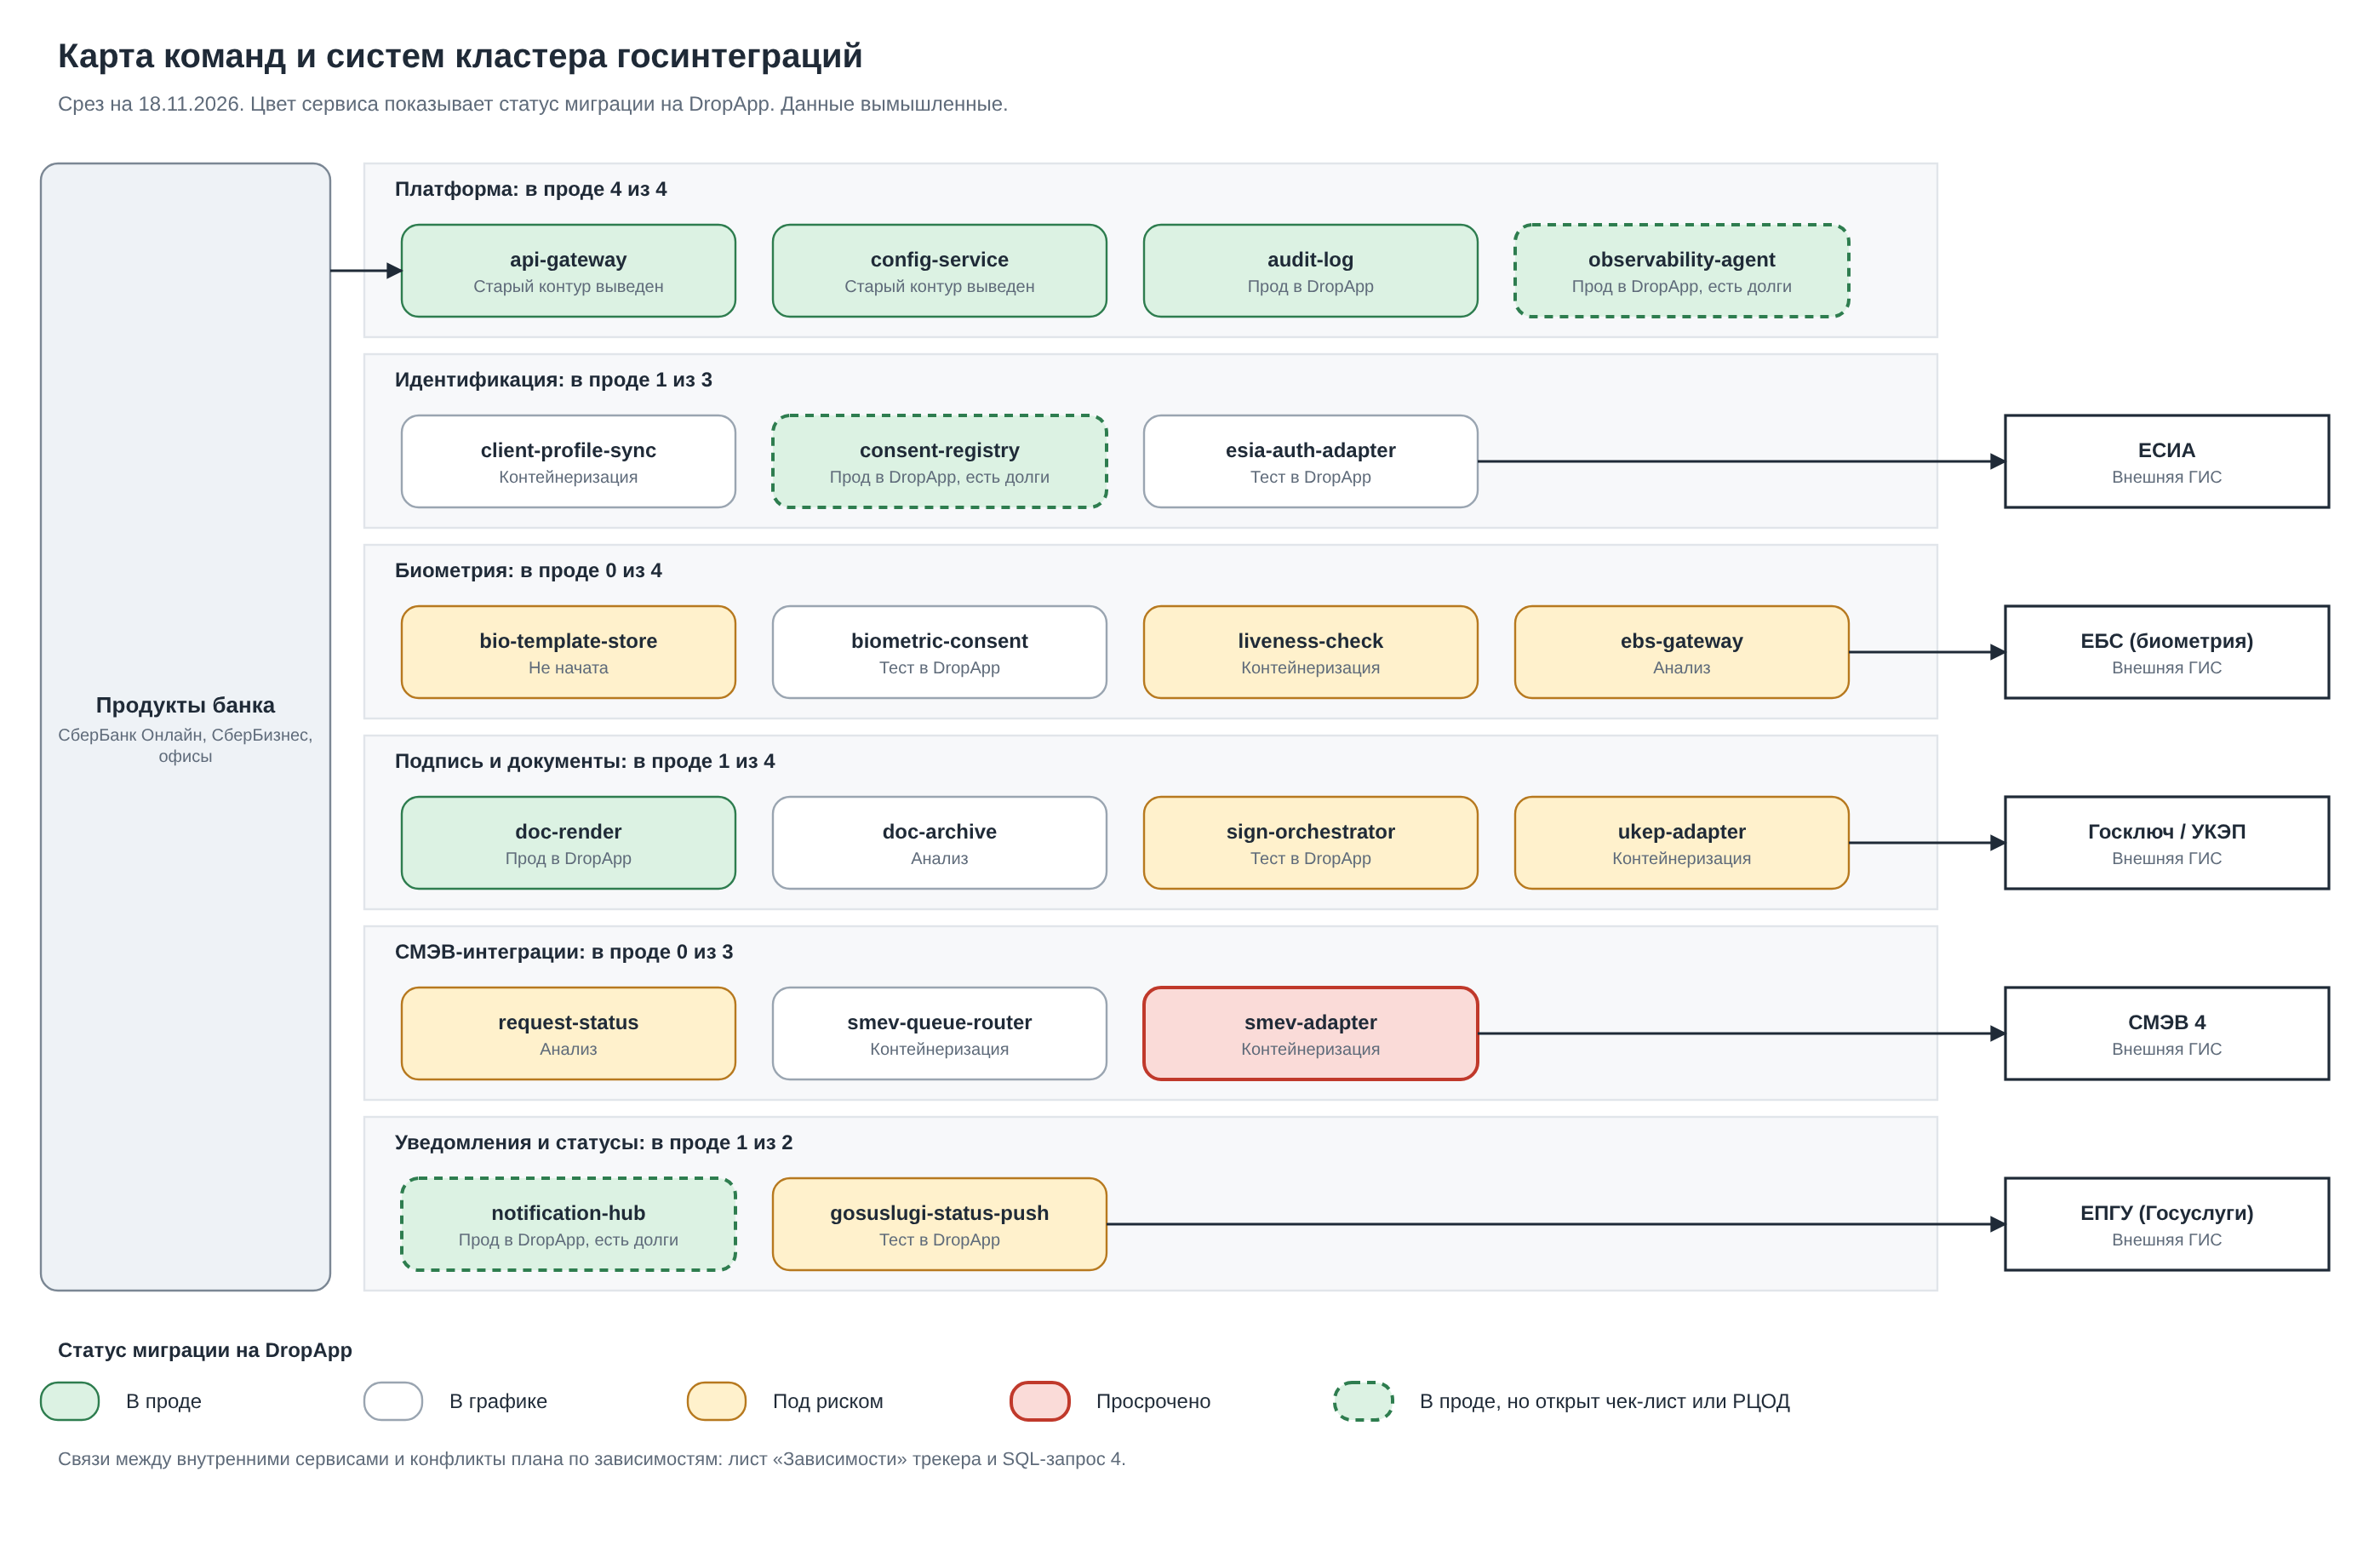 Карта команд и систем кластера госинтеграций
Срез на 18.11.2026. Цвет сервиса показывает статус миграции на DropApp. Данные вымышленные.
Продукты банка
СберБанк Онлайн, СберБизнес,
офисы
Платформа: в проде 4 из 4
api-gateway
Старый контур выведен
config-service
Старый контур выведен
audit-log
Прод в DropApp
observability-agent
Прод в DropApp, есть долги
Идентификация: в проде 1 из 3
client-profile-sync
Контейнеризация
consent-registry
Прод в DropApp, есть долги
esia-auth-adapter
Тест в DropApp
ЕСИА
Внешняя ГИС
Биометрия: в проде 0 из 4
bio-template-store
Не начата
biometric-consent
Тест в DropApp
liveness-check
Контейнеризация
ebs-gateway
Анализ
ЕБС (биометрия)
Внешняя ГИС
Подпись и документы: в проде 1 из 4
doc-render
Прод в DropApp
doc-archive
Анализ
sign-orchestrator
Тест в DropApp
ukep-adapter
Контейнеризация
Госключ / УКЭП
Внешняя ГИС
СМЭВ-интеграции: в проде 0 из 3
request-status
Анализ
smev-queue-router
Контейнеризация
smev-adapter
Контейнеризация
СМЭВ 4
Внешняя ГИС
Уведомления и статусы: в проде 1 из 2
notification-hub
Прод в DropApp, есть долги
gosuslugi-status-push
Тест в DropApp
ЕПГУ (Госуслуги)
Внешняя ГИС
Статус миграции на DropApp
В проде
В графике
Под риском
Просрочено
В проде, но открыт чек-лист или РЦОД
Связи между внутренними сервисами и конфликты плана по зависимостям: лист «Зависимости» трекера и SQL-запрос 4.